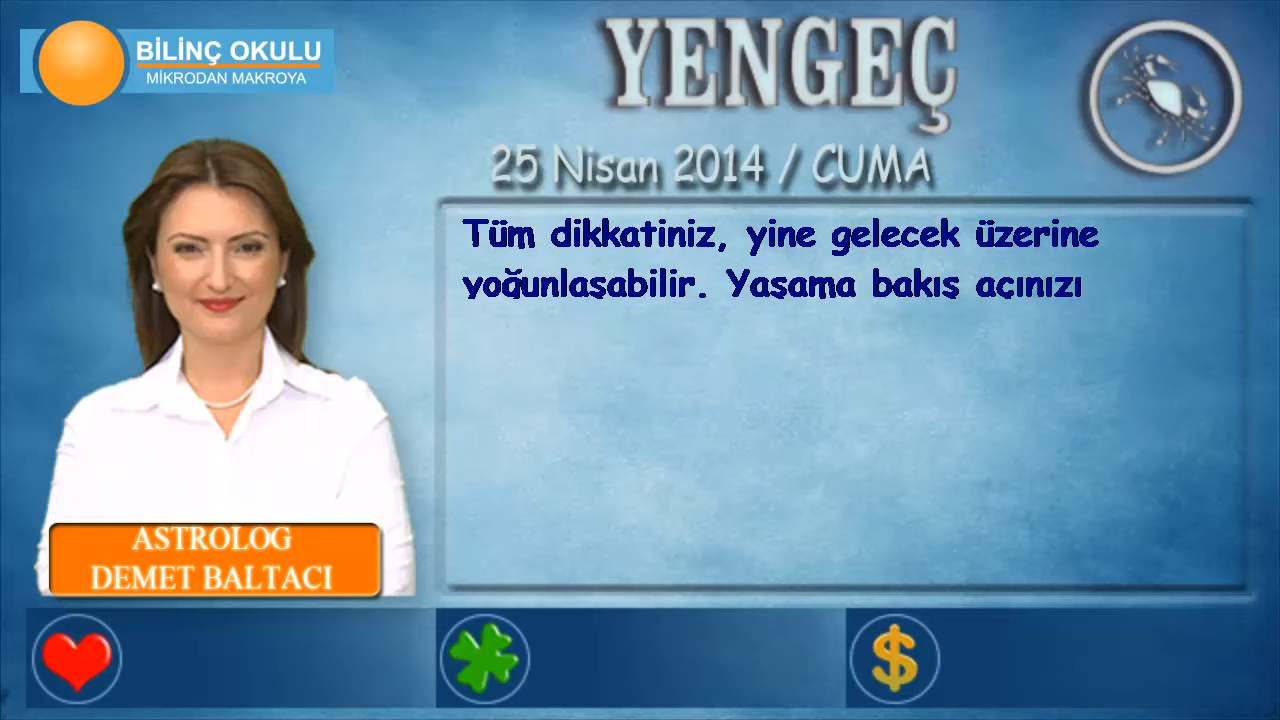 BİLİNÇ OKULU
MİKRODAN MAKROYA
YENGEÇ
25 Nisan 2014 / CUMA
Tüm dikkatiniz, yine gelecek üzerine
yoğunlaşabilir. Yaşama bakış açınızı
ASTROLOG
DEMET BALTACI
$